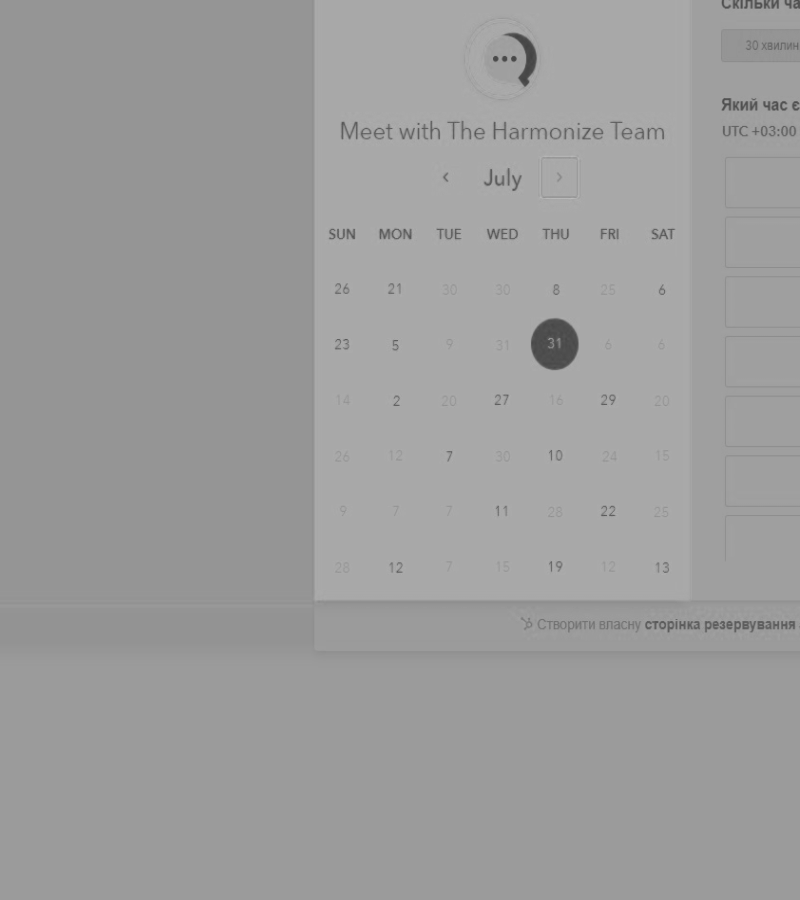 Meet with The Harmonize Team
‹ July ›
SUN MON TUE WED THU FRI SAT
26 21 30 30 8 25 6
23 5 9 31 31 6 6
14 2 20 27 16 29 20
26 12 7 30 10 24 15
9 7 7 11 28 22 25
28 12 7 15 19 12 13
Скільки ча
30 хвилин
Який час є
UTC +03:00
Створити власну сторінка резервування